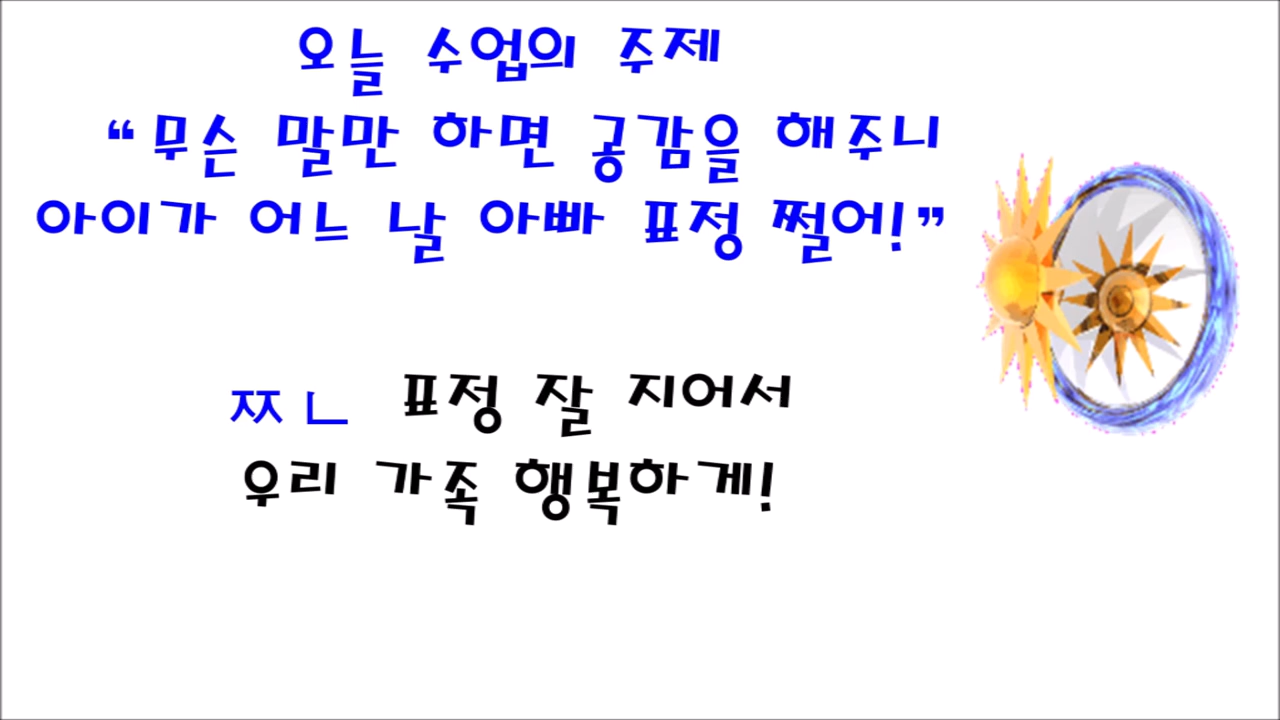 오늘 수업의 주제
“무슨 말만 하면 공감을 해주니
아이가 어느 날 아빠 표정 쩔어!”
ㅉㄴ 표정 잘 지어서
우리 가족 행복하게!